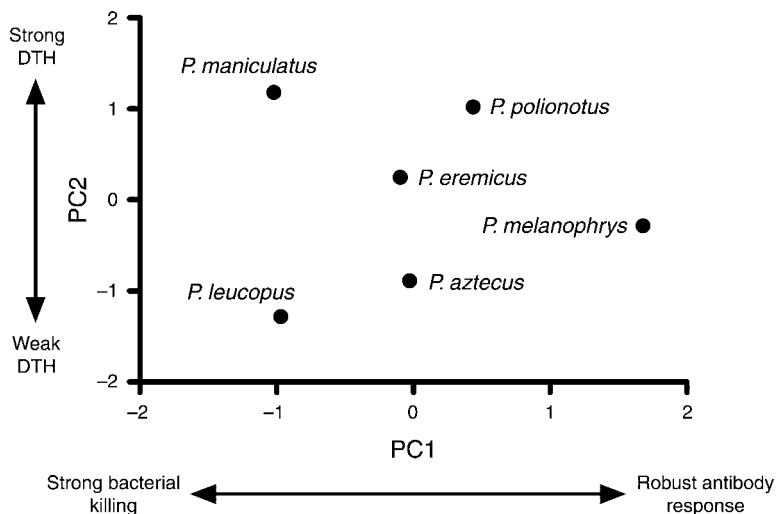 Strong
DTH
Weak
DTH
PC2
2
1
0
−1
−2
P. maniculatus
P. polionotus
P. eremicus
P. melanophrys
P. aztecus
P. leucopus
−2
−1
0
1
2
PC1
Strong bacterial
killing
Robust antibody
response